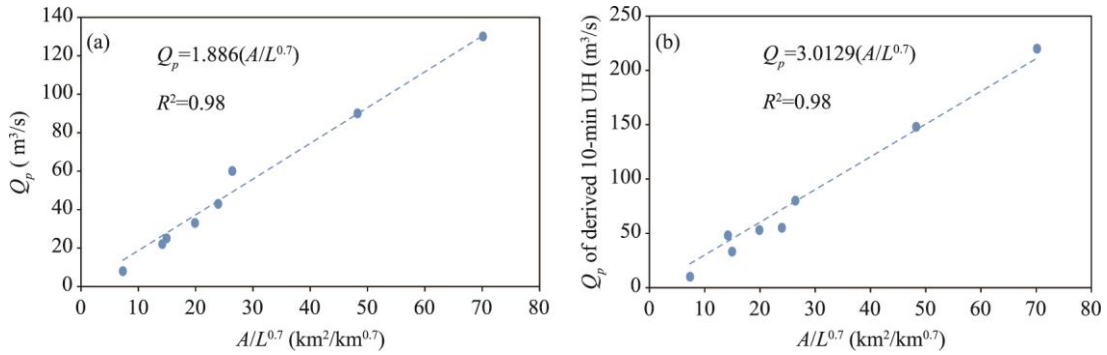 (a)
Qₚ=1.886(A/L⁰·⁷)
R²=0.98
Qₚ ( m³/s)
140
120
100
80
60
40
20
0
0 10 20 30 40 50 60 70 80
A/L⁰·⁷ (km²/km⁰·⁷)
(b)
Qₚ=3.0129(A/L⁰·⁷)
R²=0.98
Qₚ of derived 10-min UH (m³/s)
250
200
150
100
50
0
0 10 20 30 40 50 60 70 80
A/L⁰·⁷ (km²/km⁰·⁷)